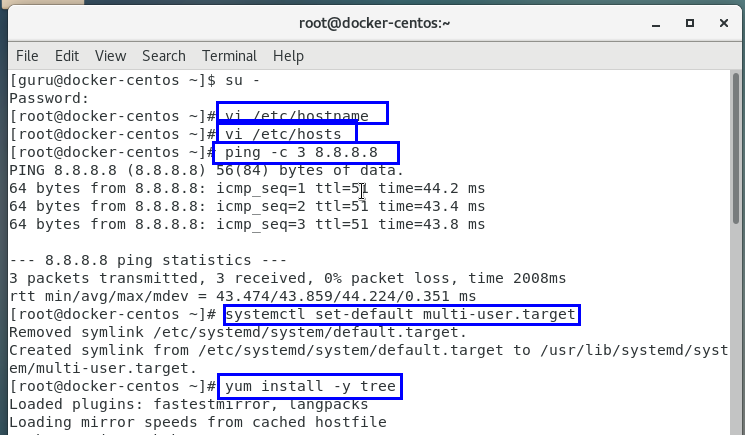 root@docker-centos:~
File Edit View Search Terminal Help
[guru@docker-centos ~]$ su -
Password:
[root@docker-centos ~]# vi /etc/hostname
[root@docker-centos ~]# vi /etc/hosts
[root@docker-centos ~]# ping -c 3 8.8.8.8
PING 8.8.8.8 (8.8.8.8) 56(84) bytes of data.
64 bytes from 8.8.8.8: icmp_seq=1 ttl=51 time=44.2 ms
64 bytes from 8.8.8.8: icmp_seq=2 ttl=51 time=43.4 ms
64 bytes from 8.8.8.8: icmp_seq=3 ttl=51 time=43.8 ms
--- 8.8.8.8 ping statistics ---
3 packets transmitted, 3 received, 0% packet loss, time 2008ms
rtt min/avg/max/mdev = 43.474/43.859/44.224/0.351 ms
[root@docker-centos ~]# systemctl set-default multi-user.target
Removed symlink /etc/systemd/system/default.target.
Created symlink from /etc/systemd/system/default.target to /usr/lib/systemd/syst
em/multi-user.target.
[root@docker-centos ~]# yum install -y tree
Loaded plugins: fastestmirror, langpacks
Loading mirror speeds from cached hostfile